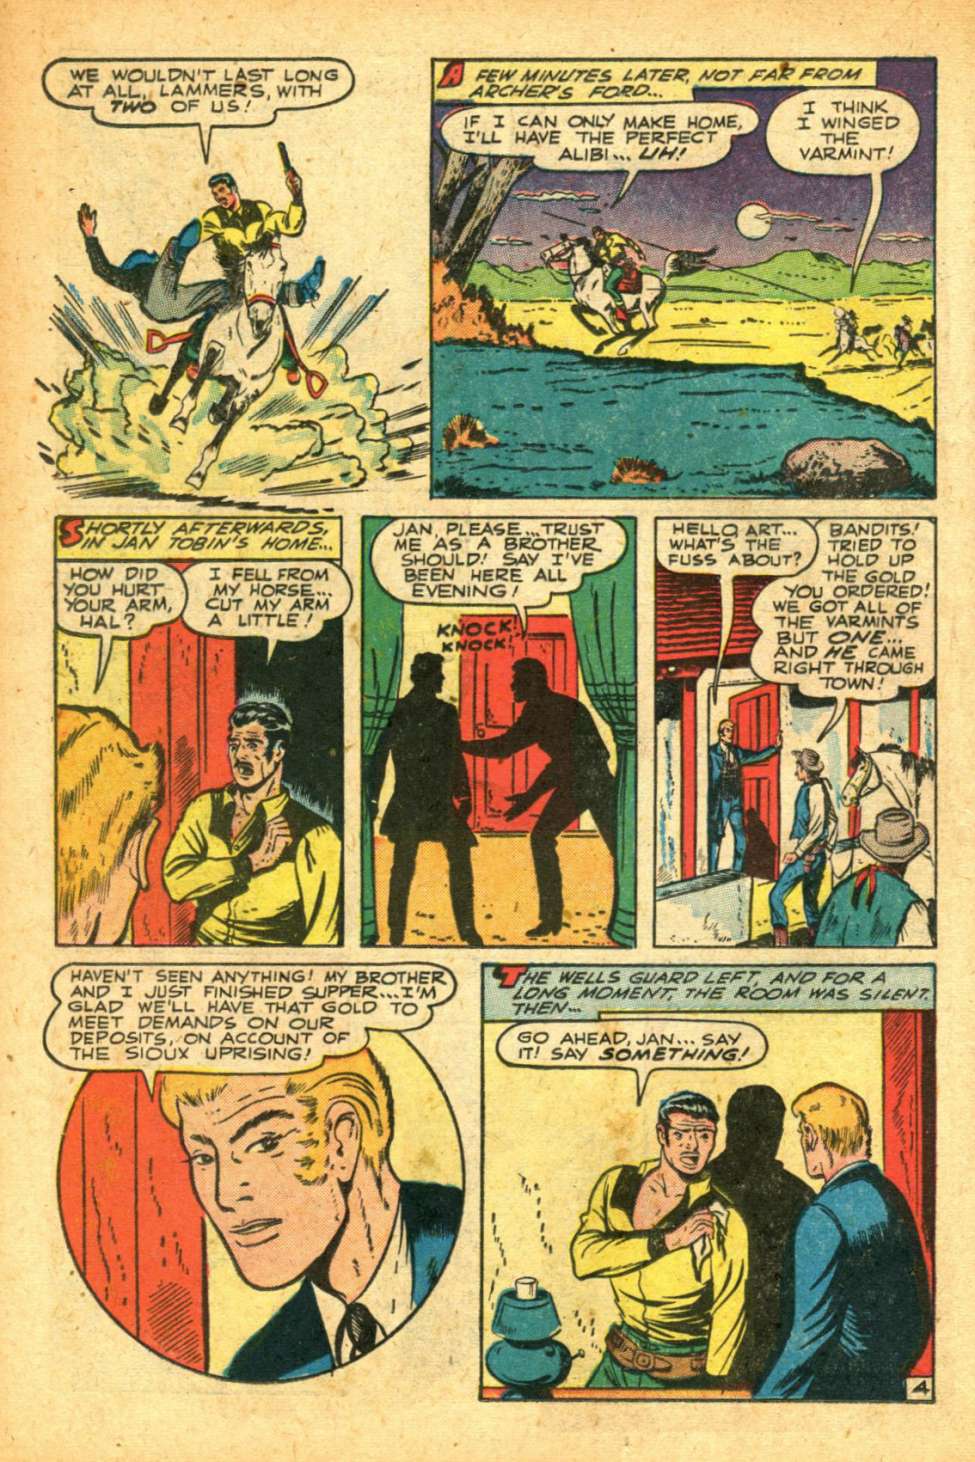 WE WOULDN'T LAST LONG
AT ALL, LAMMERS, WITH
TWO OF US!
A FEW MINUTES LATER, NOT FAR FROM
ARCHER'S FORD...
IF I CAN ONLY MAKE HOME,
I'LL HAVE THE PERFECT
ALIBI... UH!
I THINK
I WINGED
THE
VARMINT!
SHORTLY AFTERWARDS,
IN JAN TOBIN'S HOME...
HOW DID
YOU HURT
YOUR ARM,
HAL?
I FELL FROM
MY HORSE...
CUT MY ARM
A LITTLE!
JAN, PLEASE... TRUST
ME AS A BROTHER
SHOULD! SAY I'VE
BEEN HERE ALL
EVENING!
KNOCK!
KNOCK!
HELLO, ART...
WHAT'S THE
FUSS ABOUT?
BANDITS!
TRIED TO
HOLD UP
THE GOLD
YOU ORDERED!
WE GOT ALL OF
THE VARMINTS
BUT ONE...
AND HE CAME
RIGHT THROUGH
TOWN!
HAVEN'T SEEN ANYTHING! MY BROTHER
AND I JUST FINISHED SUPPER... I'M
GLAD WE'LL HAVE THAT GOLD TO
MEET DEMANDS ON OUR
DEPOSITS, ON ACCOUNT OF
THE SIOUX UPRISING!
THE WELLS GUARD LEFT, AND FOR A
LONG MOMENT, THE ROOM WAS SILENT.
THEN...
GO AHEAD, JAN... SAY
IT! SAY SOMETHING!
4